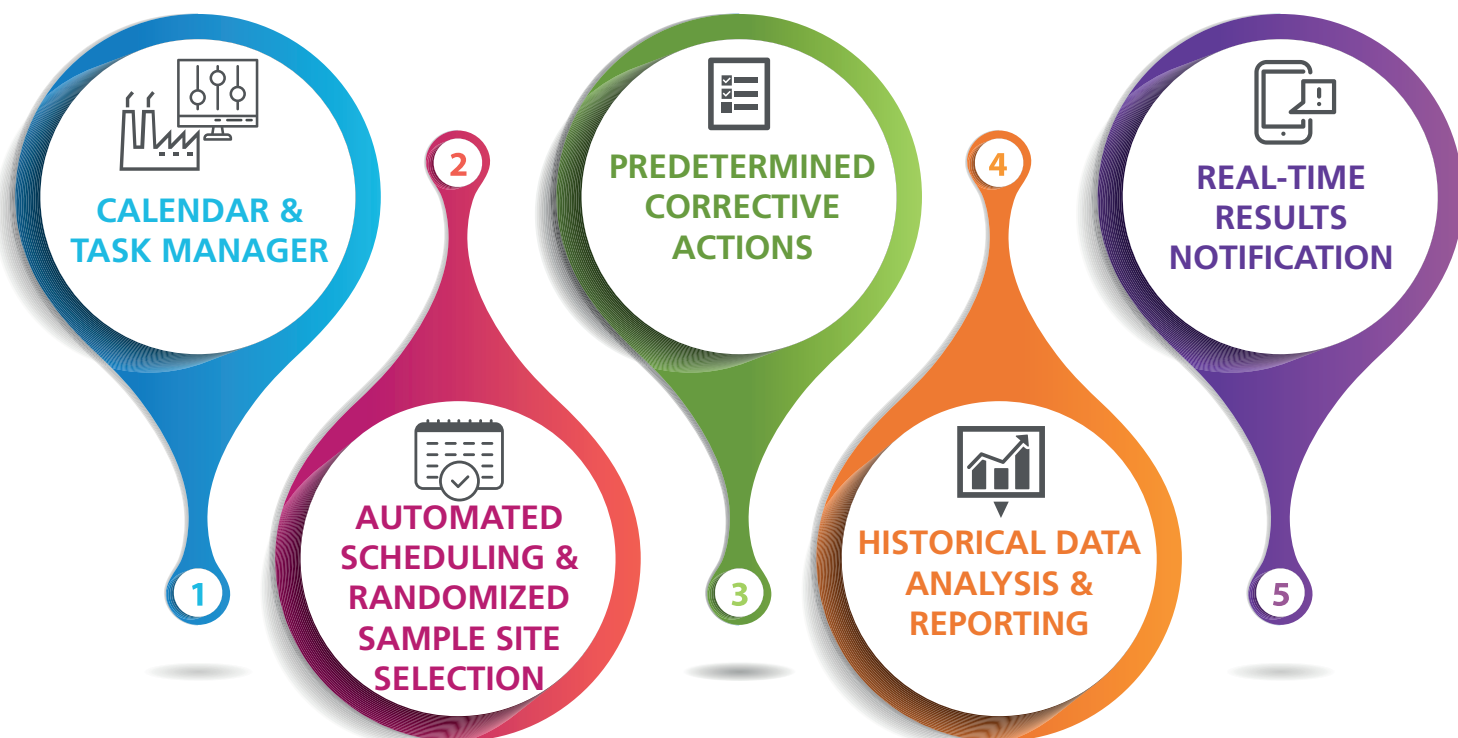 CALENDAR &
TASK MANAGER
1
2
AUTOMATED
SCHEDULING &
RANDOMIZED
SAMPLE SITE
SELECTION
PREDETERMINED
CORRECTIVE
ACTIONS
3
4
HISTORICAL DATA
ANALYSIS &
REPORTING
!
REAL-TIME
RESULTS
NOTIFICATION
5